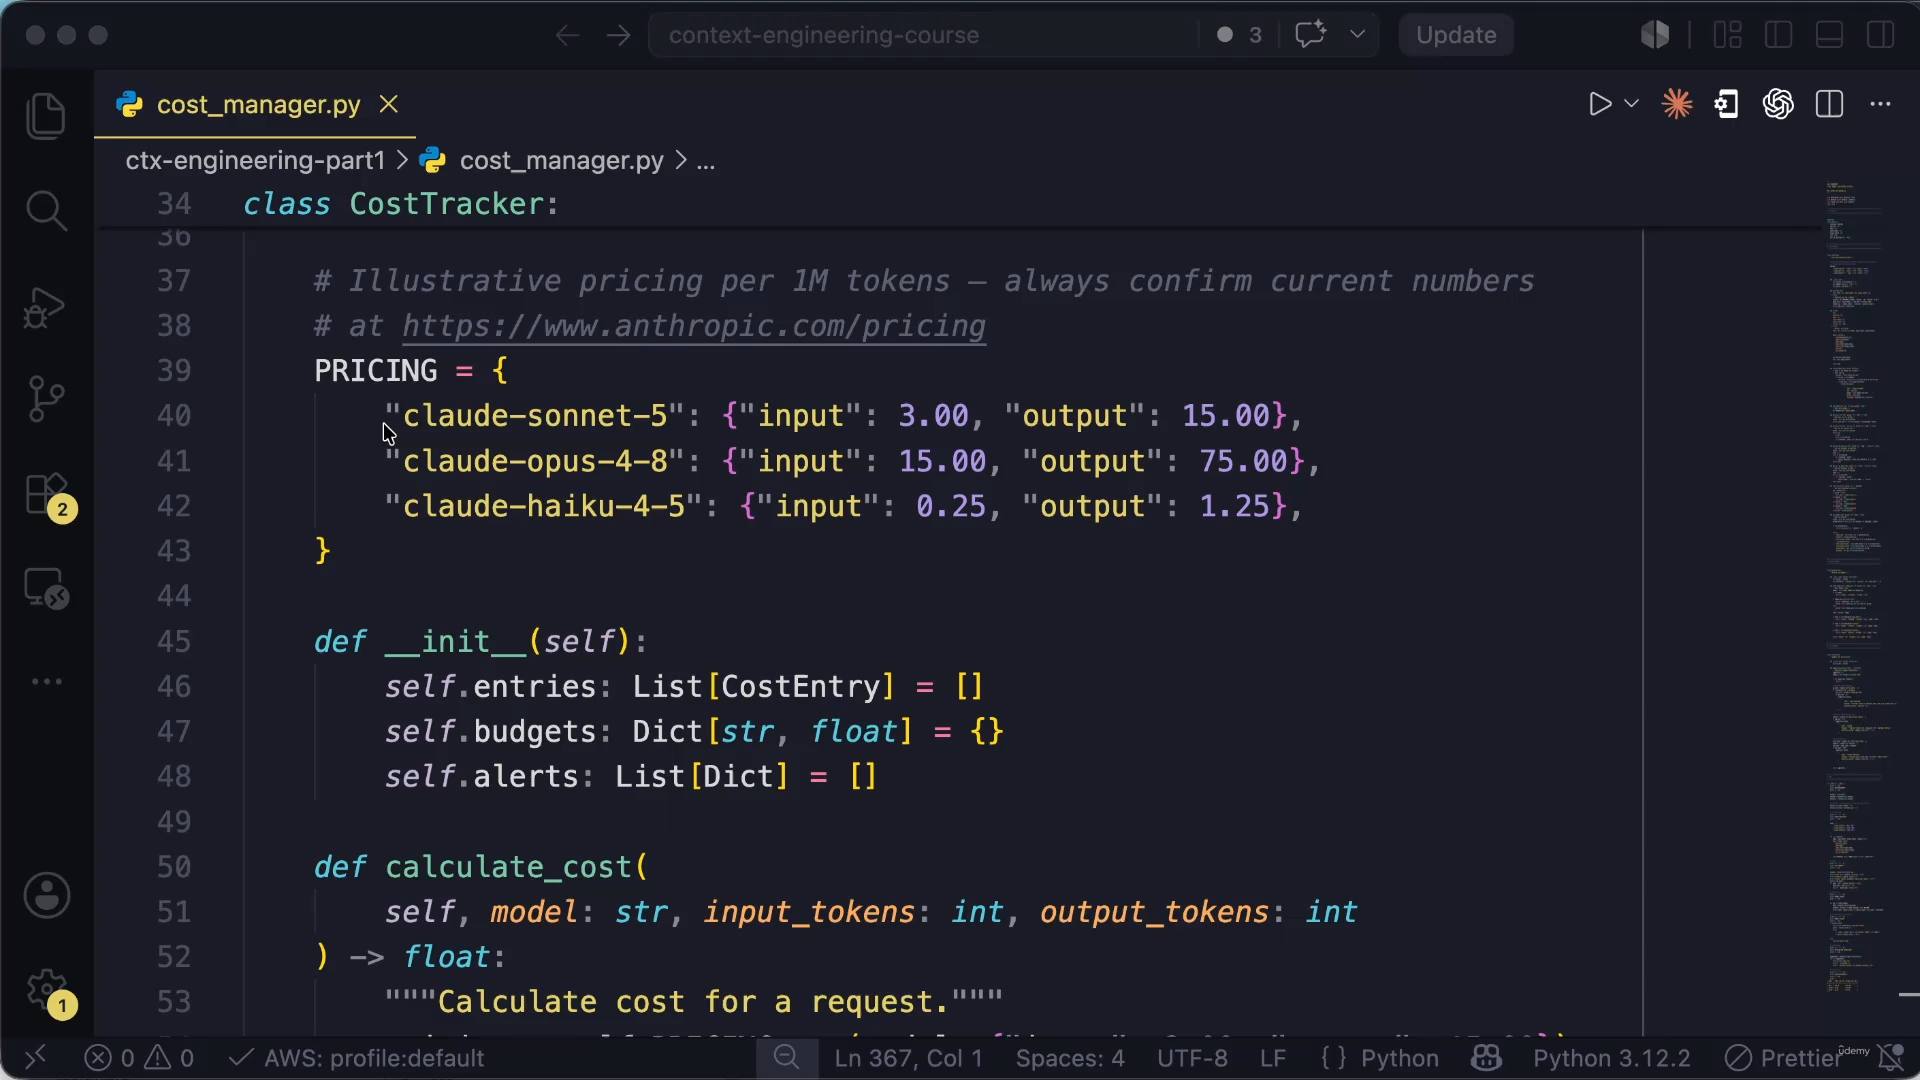 context-engineering-course
3
Update
cost_manager.py
ctx-engineering-part1 > cost_manager.py > ...
34 class CostTracker:
36
37 # Illustrative pricing per 1M tokens — always confirm current numbers
38 # at https://www.anthropic.com/pricing
39 PRICING = {
40 "claude-sonnet-5": {"input": 3.00, "output": 15.00},
41 "claude-opus-4-8": {"input": 15.00, "output": 75.00},
42 "claude-haiku-4-5": {"input": 0.25, "output": 1.25},
43 }
44
45 def __init__(self):
46 self.entries: List[CostEntry] = []
47 self.budgets: Dict[str, float] = {}
48 self.alerts: List[Dict] = []
49
50 def calculate_cost(
51 self, model: str, input_tokens: int, output_tokens: int
52 ) -> float:
53 """Calculate cost for a request."""
2
1
0 0 AWS: profile:default Ln 367, Col 1 Spaces: 4 UTF-8 LF {} Python Python 3.12.2 Prettier
ûdemy